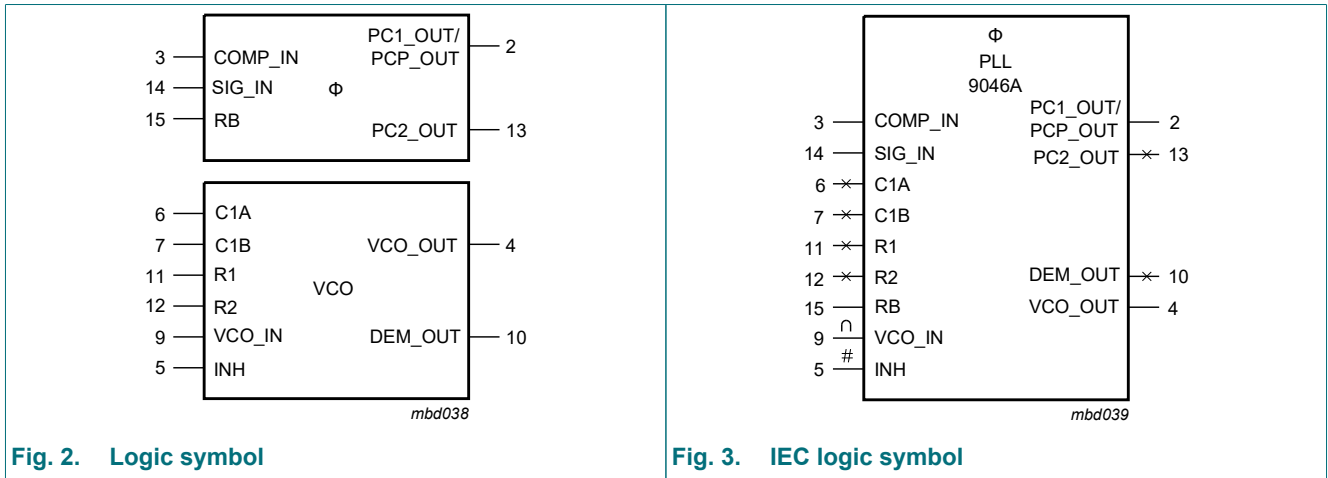 3 COMP_IN PC1_OUT/ PCP_OUT 2
14 SIG_IN Φ
15 RB PC2_OUT 13
6 C1A
7 C1B VCO_OUT 4
11 R1
VCO
12 R2
9 VCO_IN DEM_OUT 10
5 INH
mbd038
Fig. 2. Logic symbol
Φ
PLL
9046A
3 COMP_IN PC1_OUT/ PCP_OUT 2
14 SIG_IN PC2_OUT 13
6 C1A
7 C1B
11 R1
12 R2 DEM_OUT 10
15 RB VCO_OUT 4
∩
9 VCO_IN
#
5 INH
mbd039
Fig. 3. IEC logic symbol